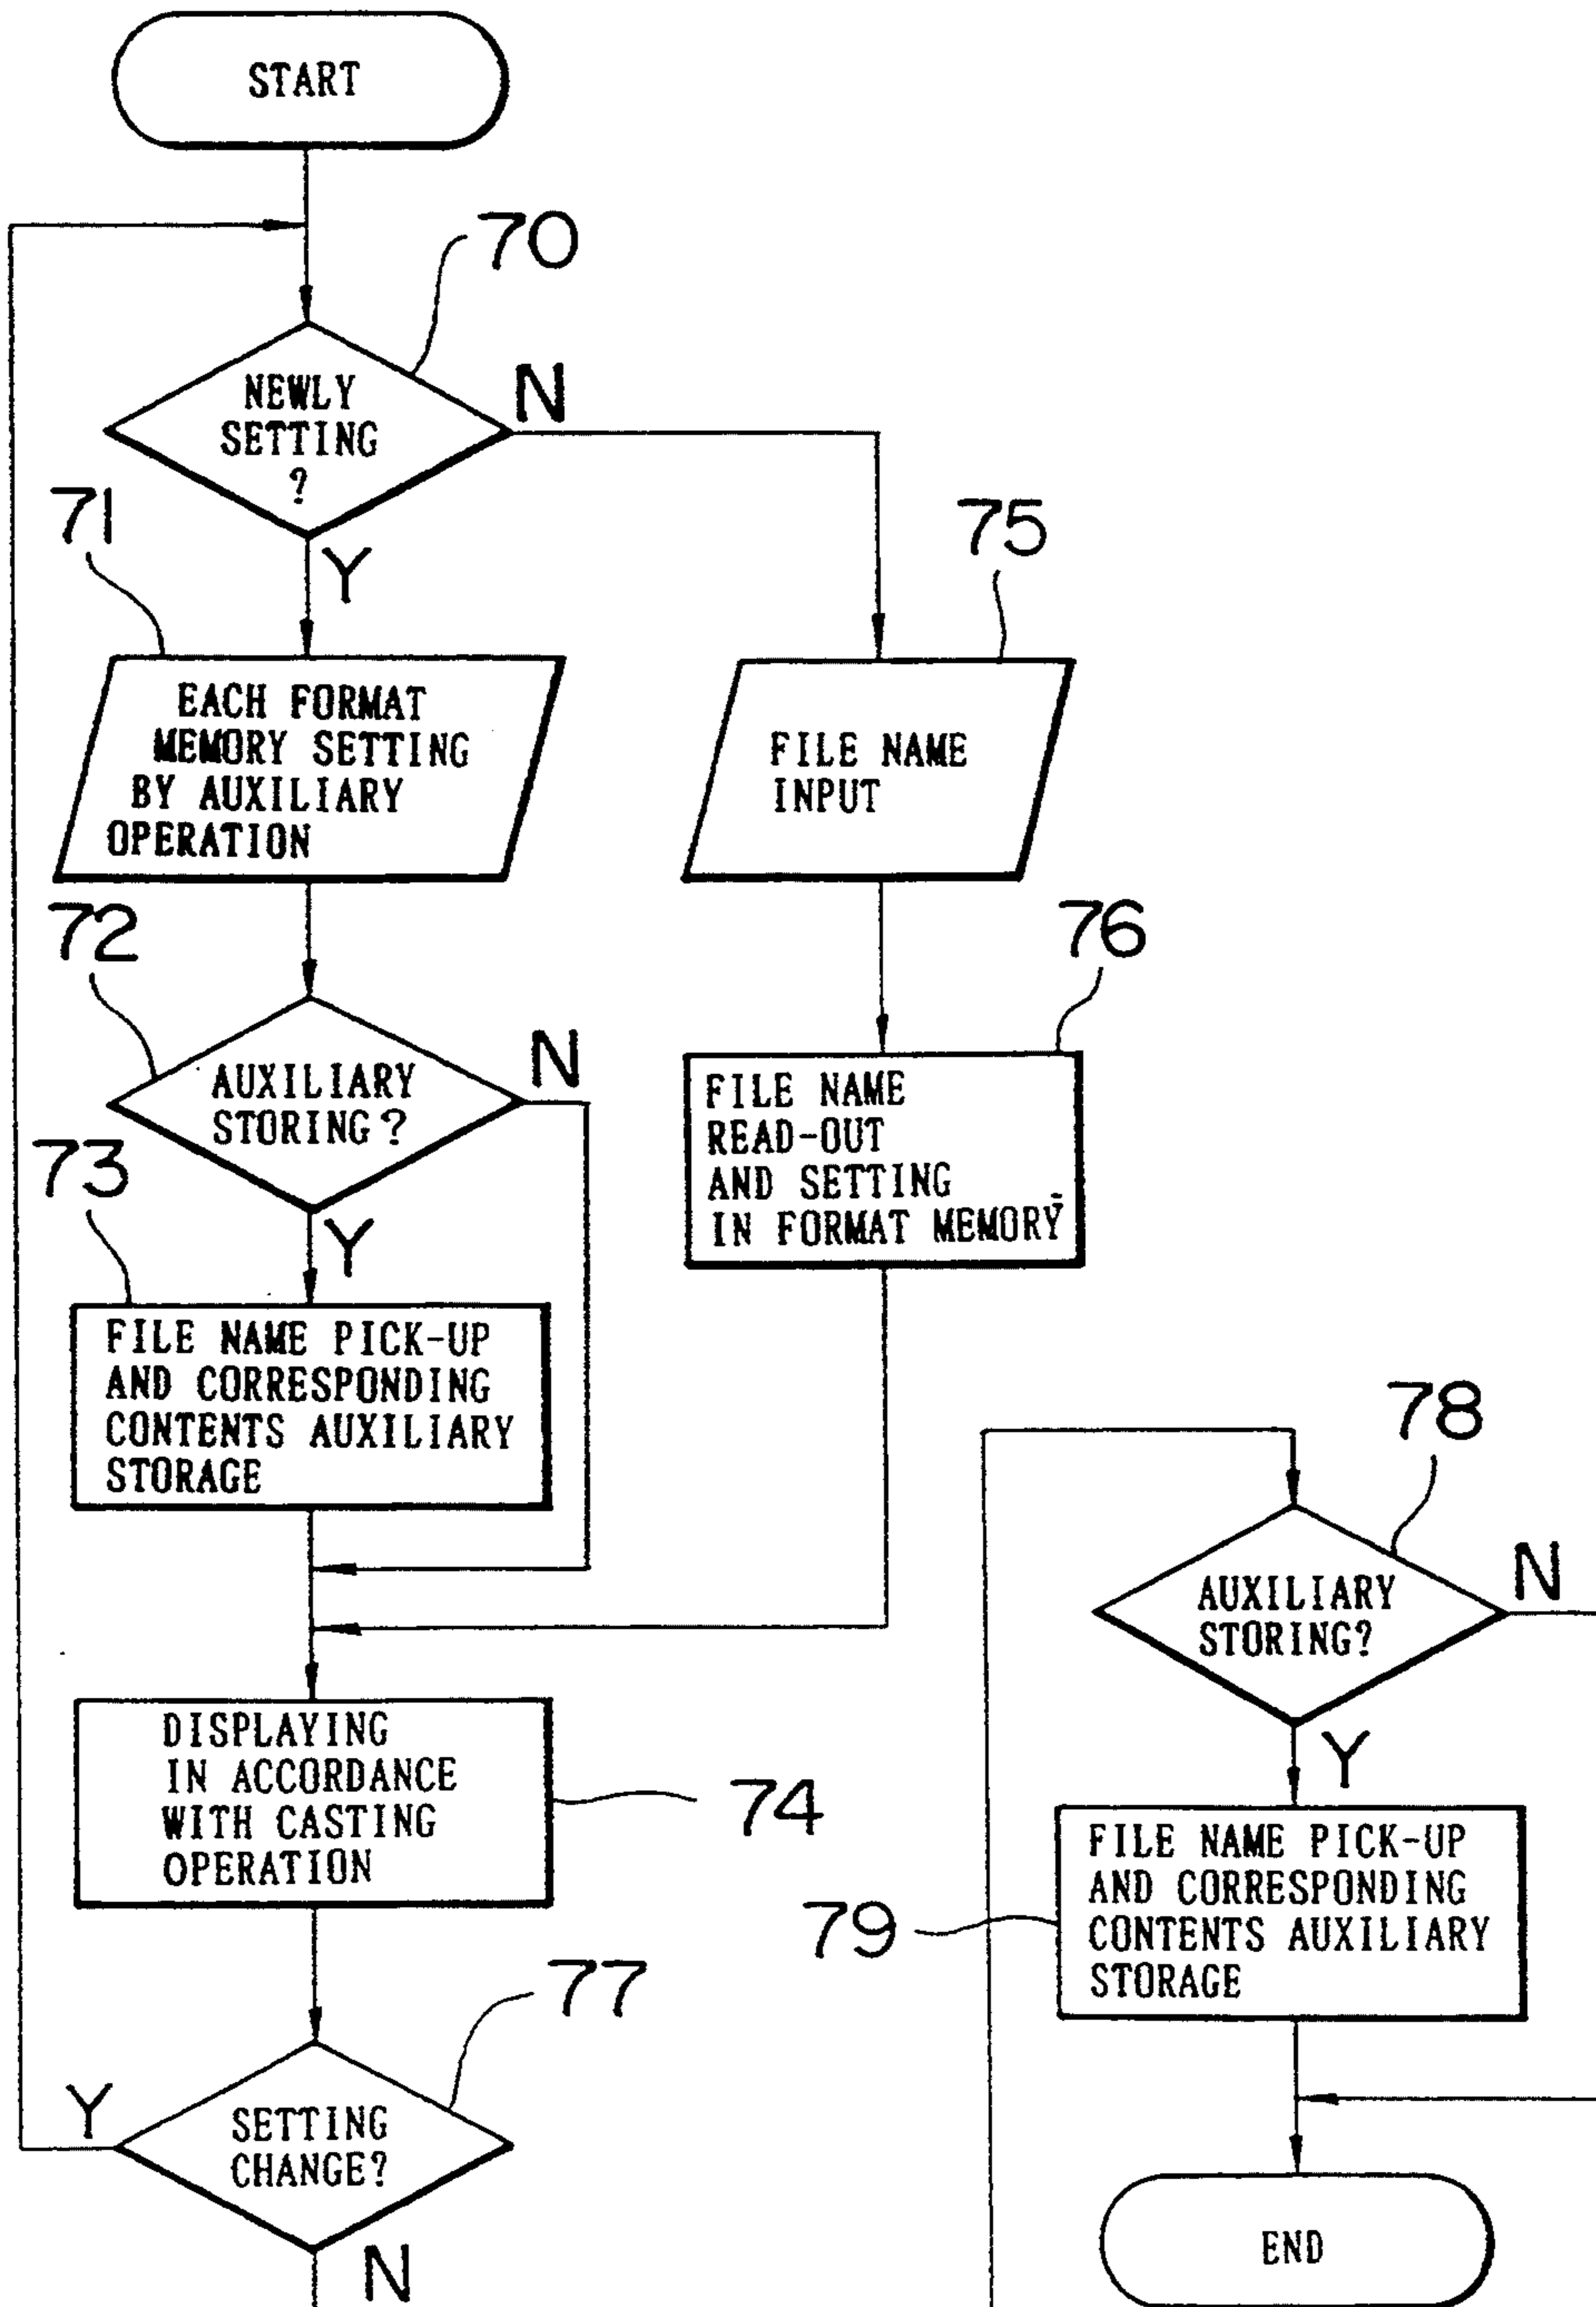 START
70
NEWLY
SETTING
?
N
Y
71
EACH FORMAT
MEMORY SETTING
BY AUXILIARY
OPERATION
75
FILE NAME
INPUT
72
AUXILIARY
STORING?
N
Y
76
FILE NAME
READ-OUT
AND SETTING
IN FORMAT MEMORY
73
FILE NAME PICK-UP
AND CORRESPONDING
CONTENTS AUXILIARY
STORAGE
74
DISPLAYING
IN ACCORDANCE
WITH CASTING
OPERATION
77
SETTING
CHANGE?
Y
N
78
AUXILIARY
STORING?
N
Y
79
FILE NAME PICK-UP
AND CORRESPONDING
CONTENTS AUXILIARY
STORAGE
END